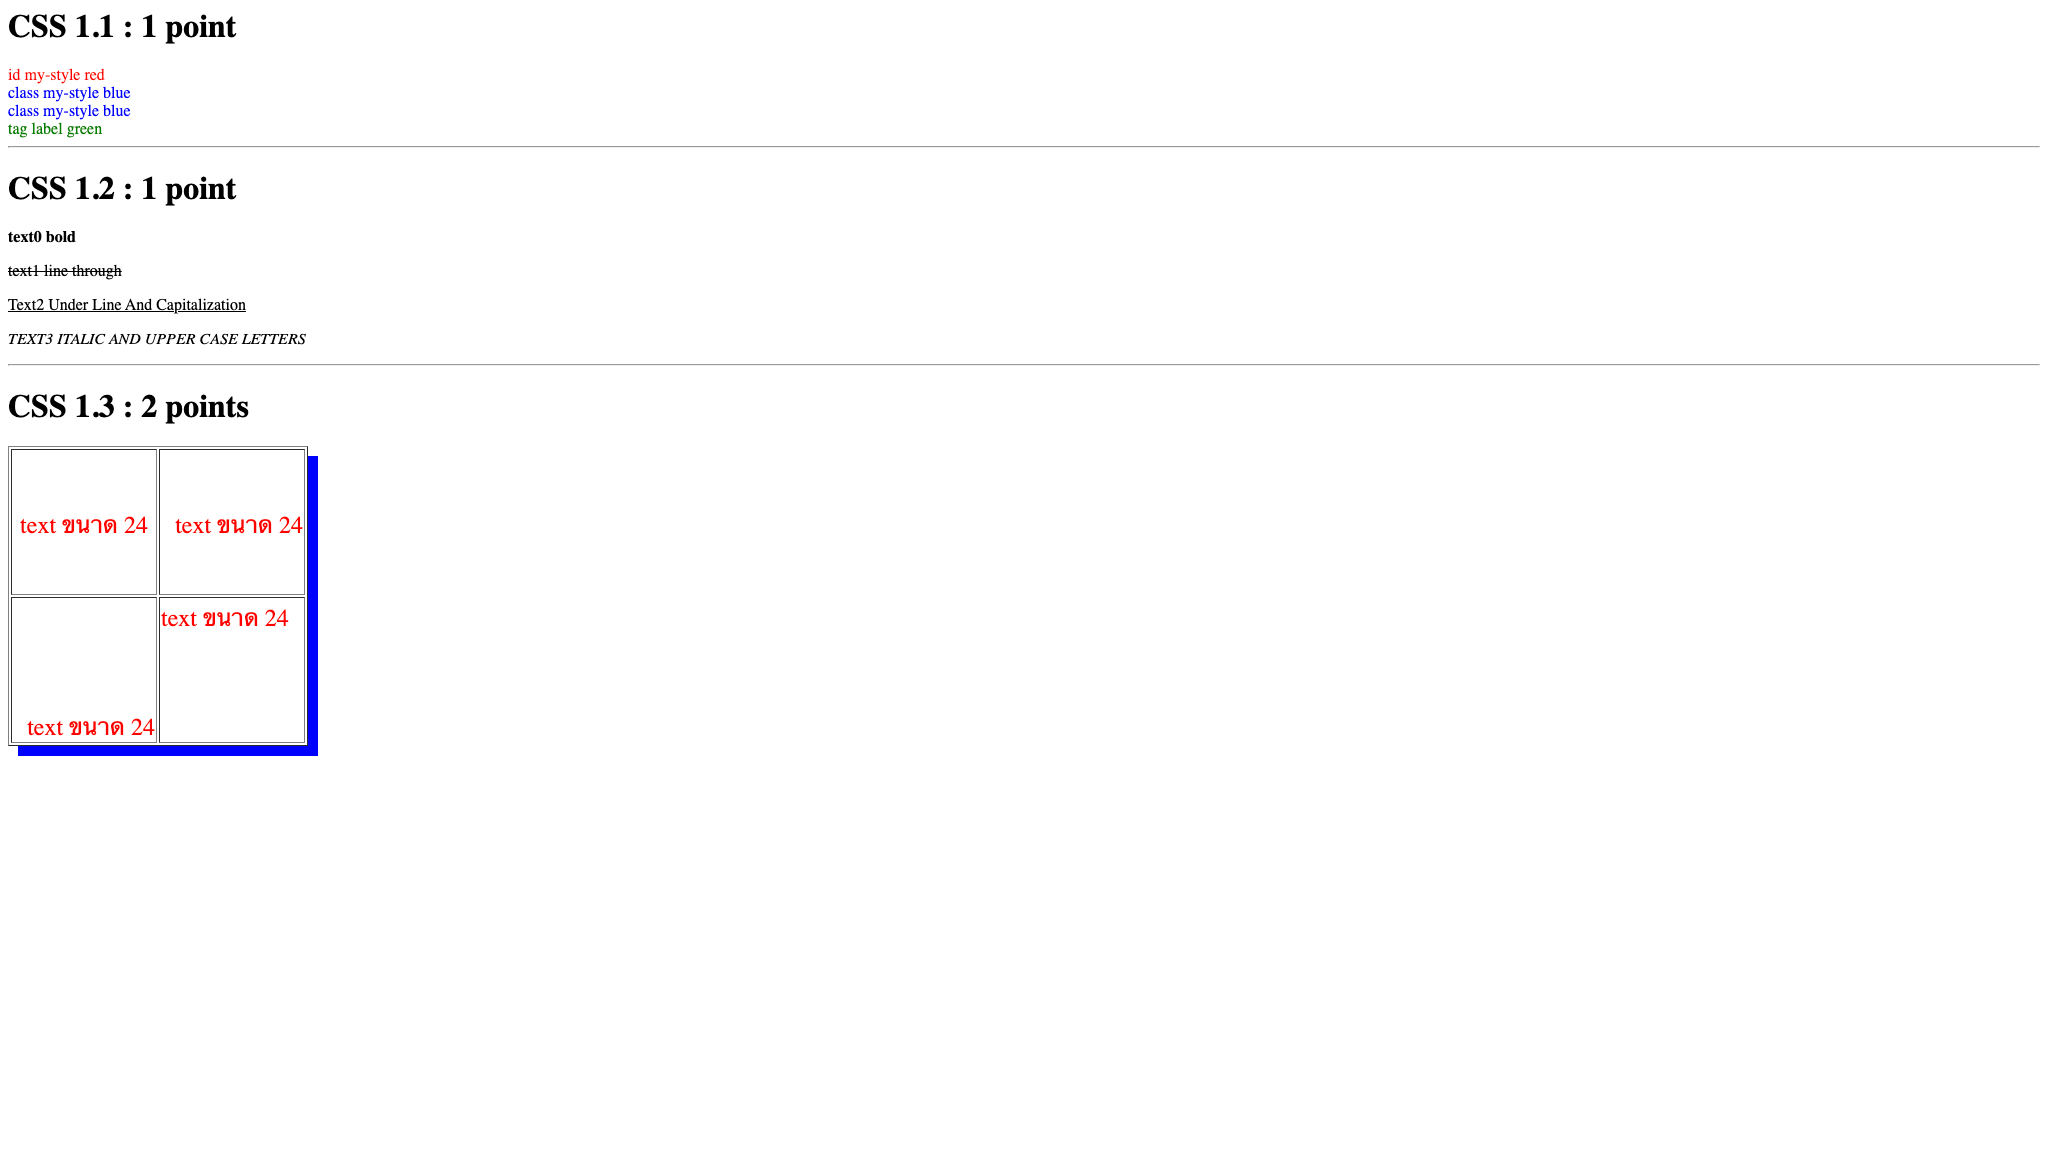 CSS 1.1 : 1 point
id my-style red
class my-style blue
class my-style blue
tag label green
CSS 1.2 : 1 point
text0 bold
text1 line through
Text2 Under Line And Capitalization
TEXT3 ITALIC AND UPPER CASE LETTERS
CSS 1.3 : 2 points
text ขนาด 24
text ขนาด 24
text ขนาด 24
text ขนาด 24